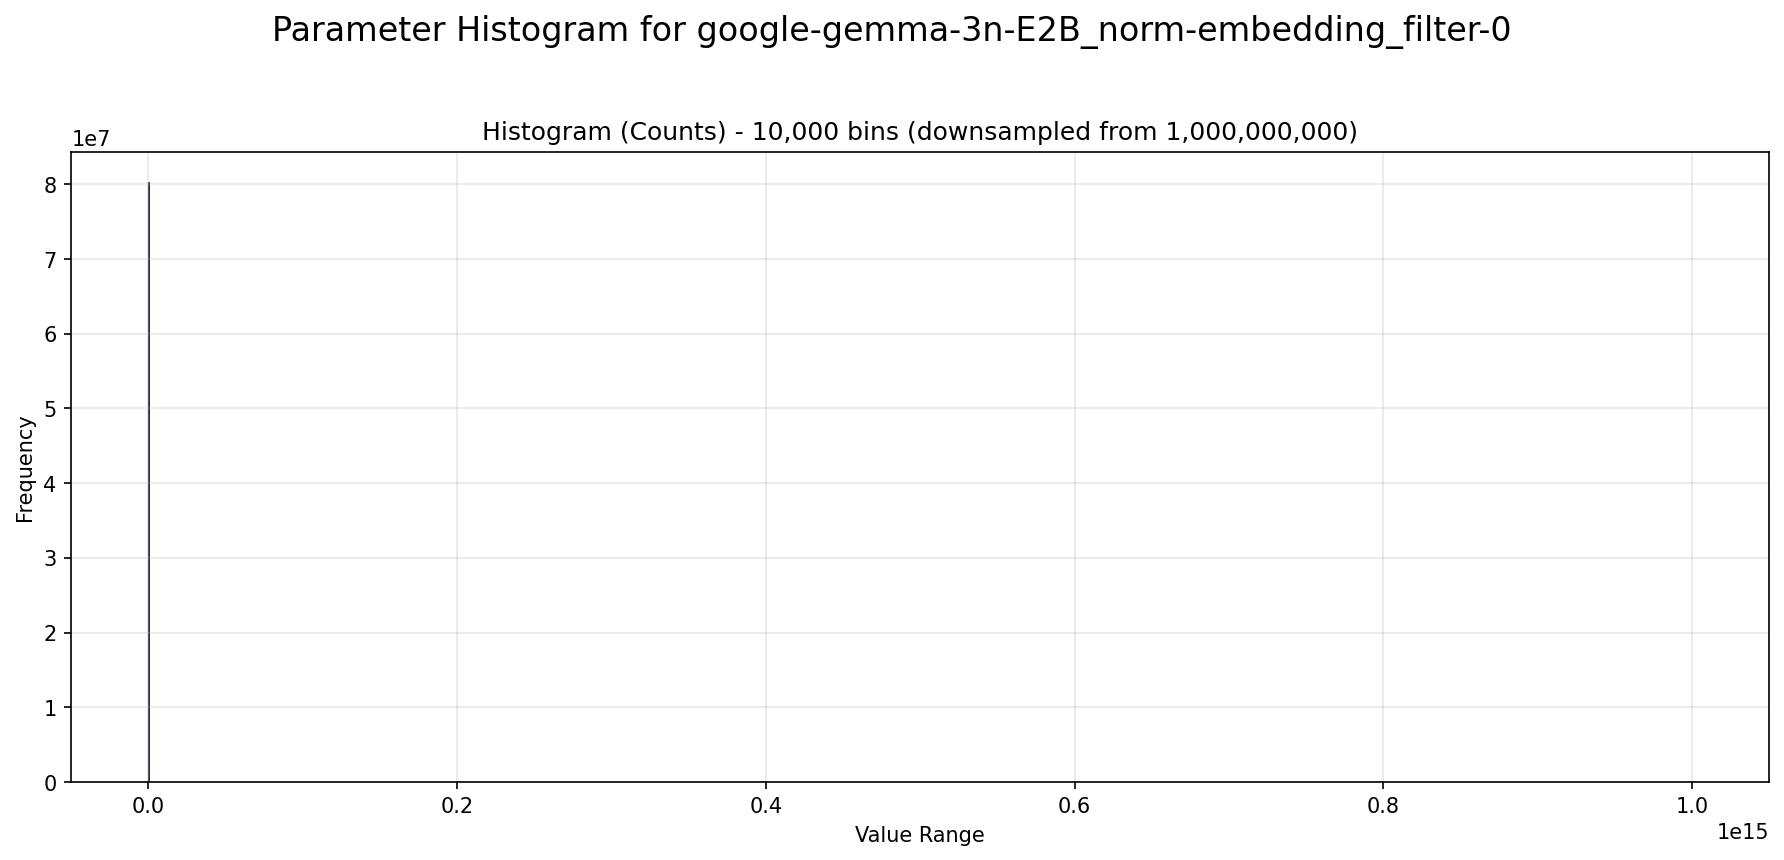 Parameter Histogram for google-gemma-3n-E2B_norm-embedding_filter-0
Histogram (Counts) - 10,000 bins (downsampled from 1,000,000,000)
1e7
8
7
6
5
4
3
2
1
0
Frequency
0.0 0.2 0.4 0.6 0.8 1.0
1e15
Value Range